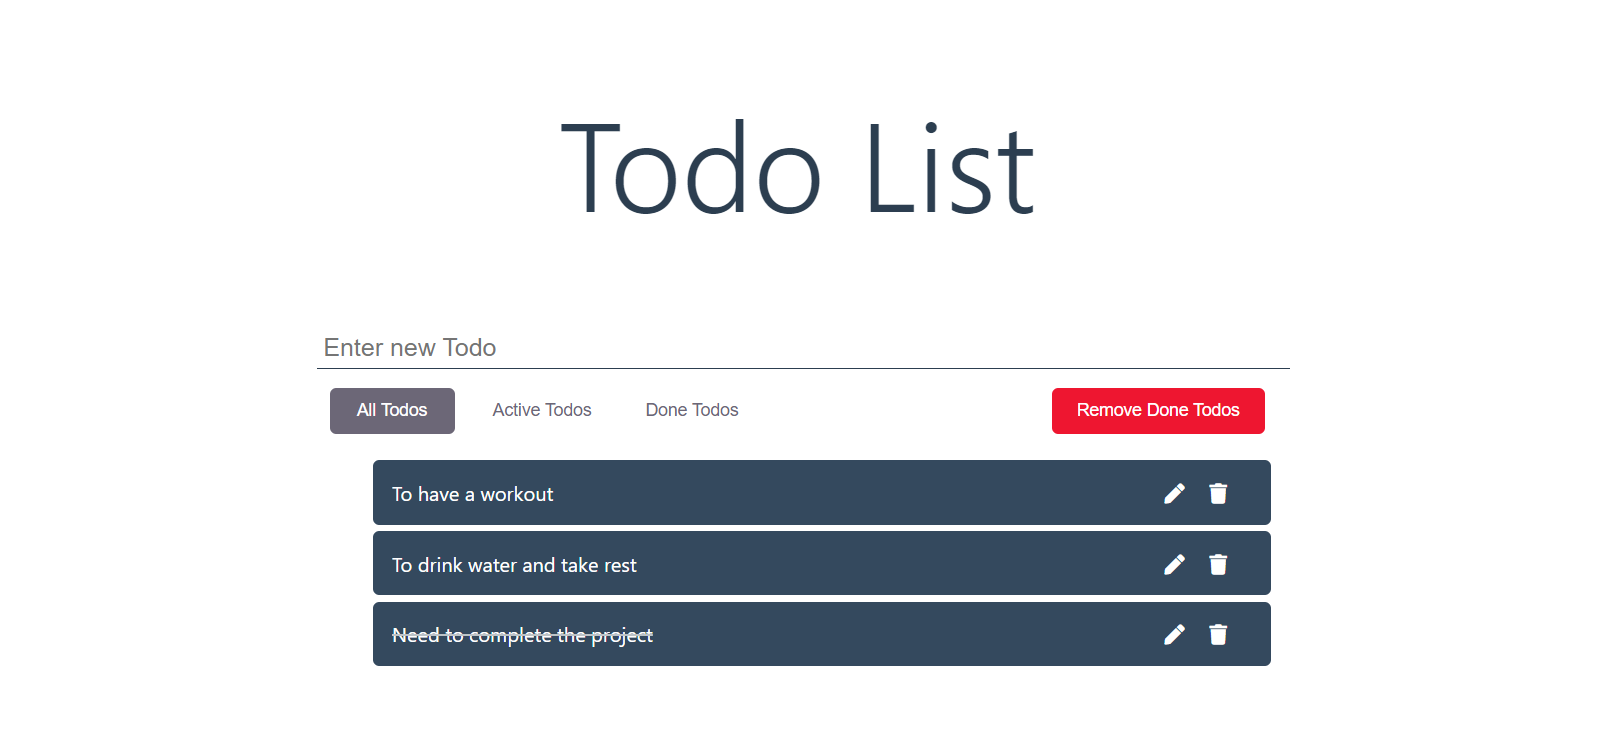 Todo List
Enter new Todo
All Todos Active Todos Done Todos Remove Done Todos
To have a workout
To drink water and take rest
Need to complete the project